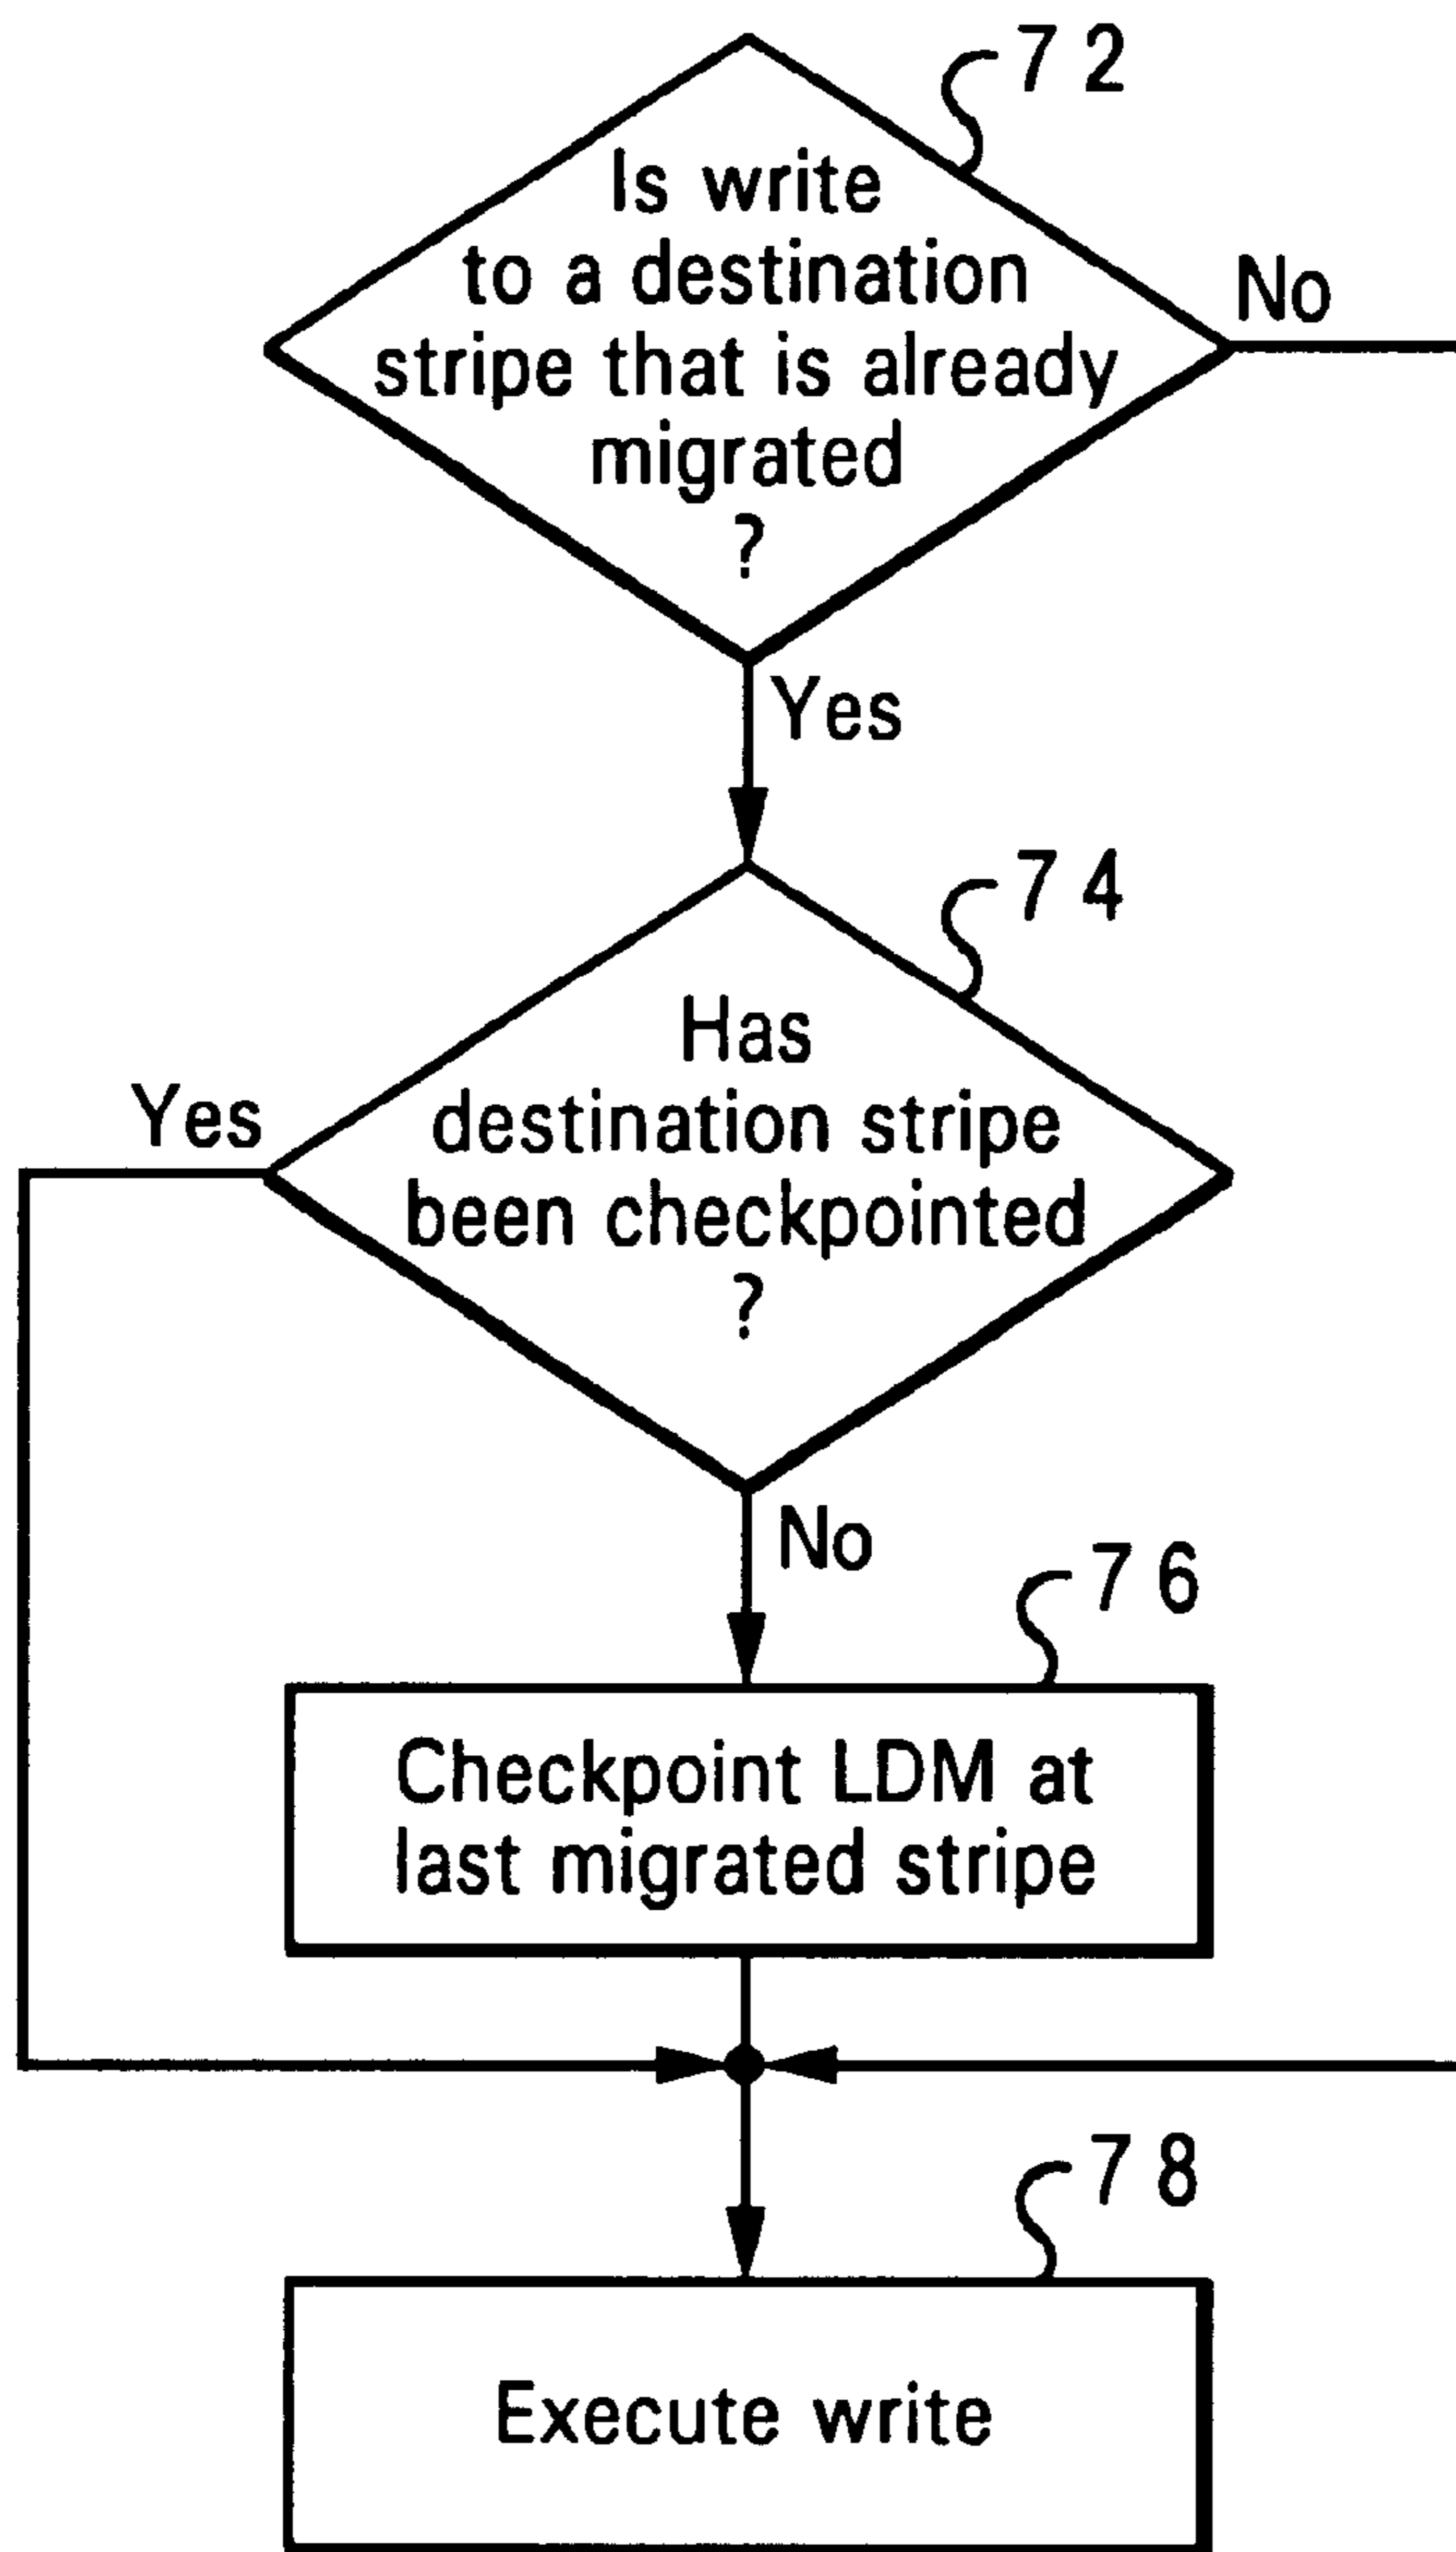 72
Is write
to a destination
stripe that is already
migrated
?
No
Yes
74
Has
destination stripe
been checkpointed
?
Yes
No
76
Checkpoint LDM at
last migrated stripe
78
Execute write